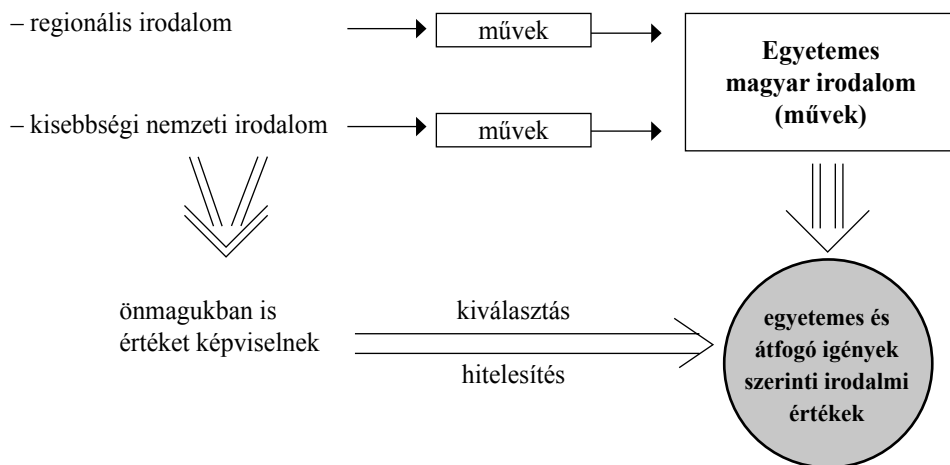 – regionális irodalom
művek
Egyetemes
magyar irodalom
(művek)
– kisebbségi nemzeti irodalom
művek
önmagukban is
értéket képviselnek
kiválasztás
hitelesítés
egyetemes és
átfogó igények
szerinti irodalmi
értékek